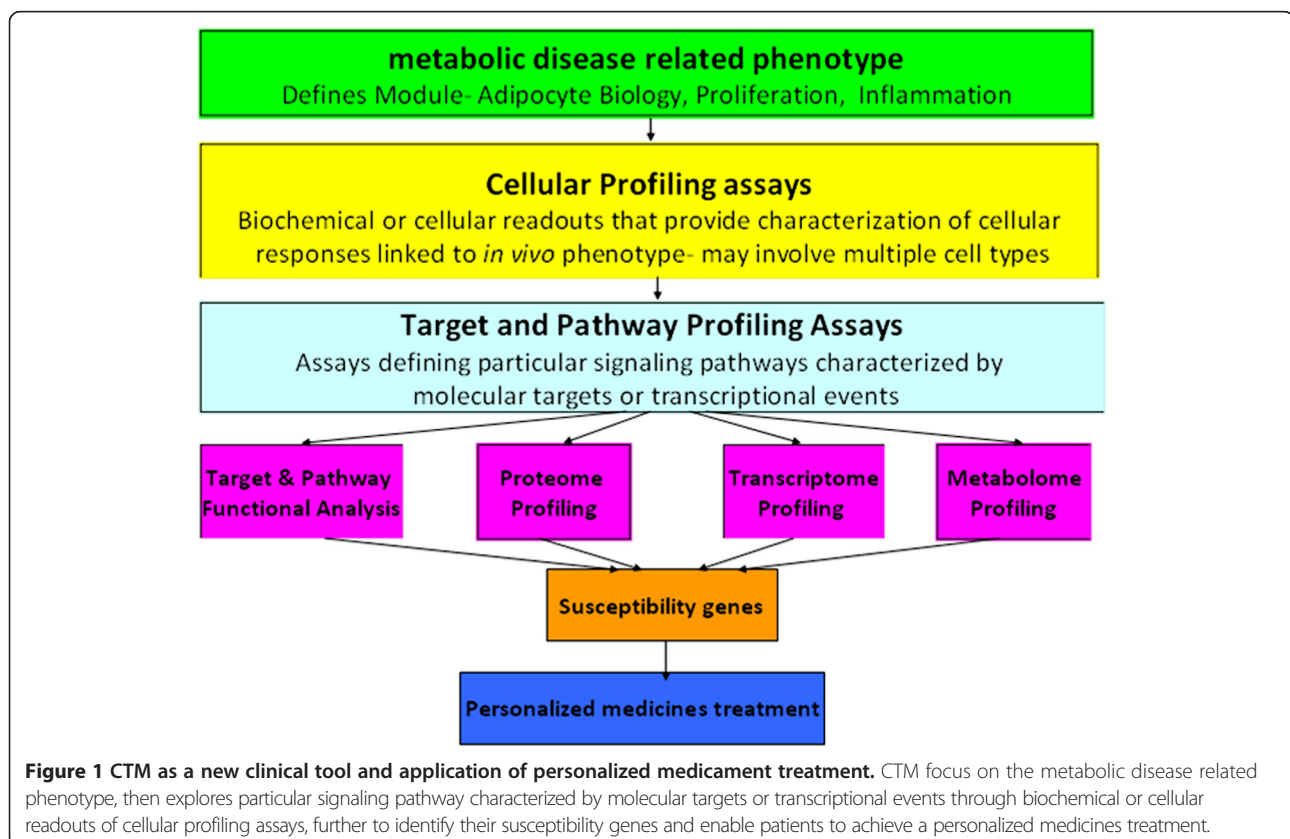 metabolic disease related phenotype
Defines Module- Adipocyte Biology, Proliferation, Inflammation
Cellular Profiling assays
Biochemical or cellular readouts that provide characterization of cellular
responses linked to in vivo phenotype- may involve multiple cell types
Target and Pathway Profiling Assays
Assays defining particular signaling pathways characterized by
molecular targets or transcriptional events
Target & Pathway
Functional Analysis
Proteome
Profiling
Transcriptome
Profiling
Metabolome
Profiling
Susceptibility genes
Personalized medicines treatment
Figure 1 CTM as a new clinical tool and application of personalized medicament treatment. CTM focus on the metabolic disease related
phenotype, then explores particular signaling pathway characterized by molecular targets or transcriptional events through biochemical or cellular
readouts of cellular profiling assays, further to identify their susceptibility genes and enable patients to achieve a personalized medicines treatment.